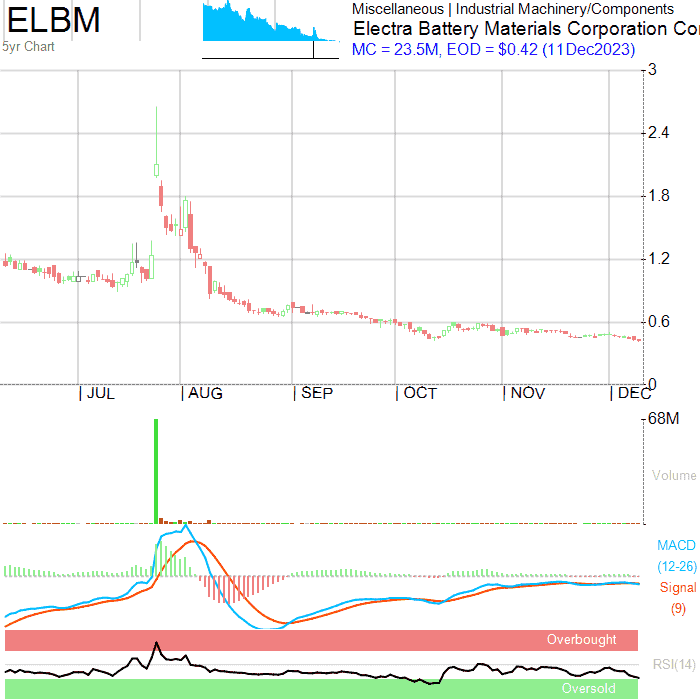 ELBM
5yr Chart
Miscellaneous | Industrial Machinery/Components
Electra Battery Materials Corporation Co
MC = 23.5M, EOD = $0.42 (11Dec2023)
3
2.4
1.8
1.2
0.6
0
| JUL | AUG | SEP | OCT | NOV | DEC
68M
Volume
MACD
(12-26)
Signal
(9)
Overbought
RSI(14)
Oversold